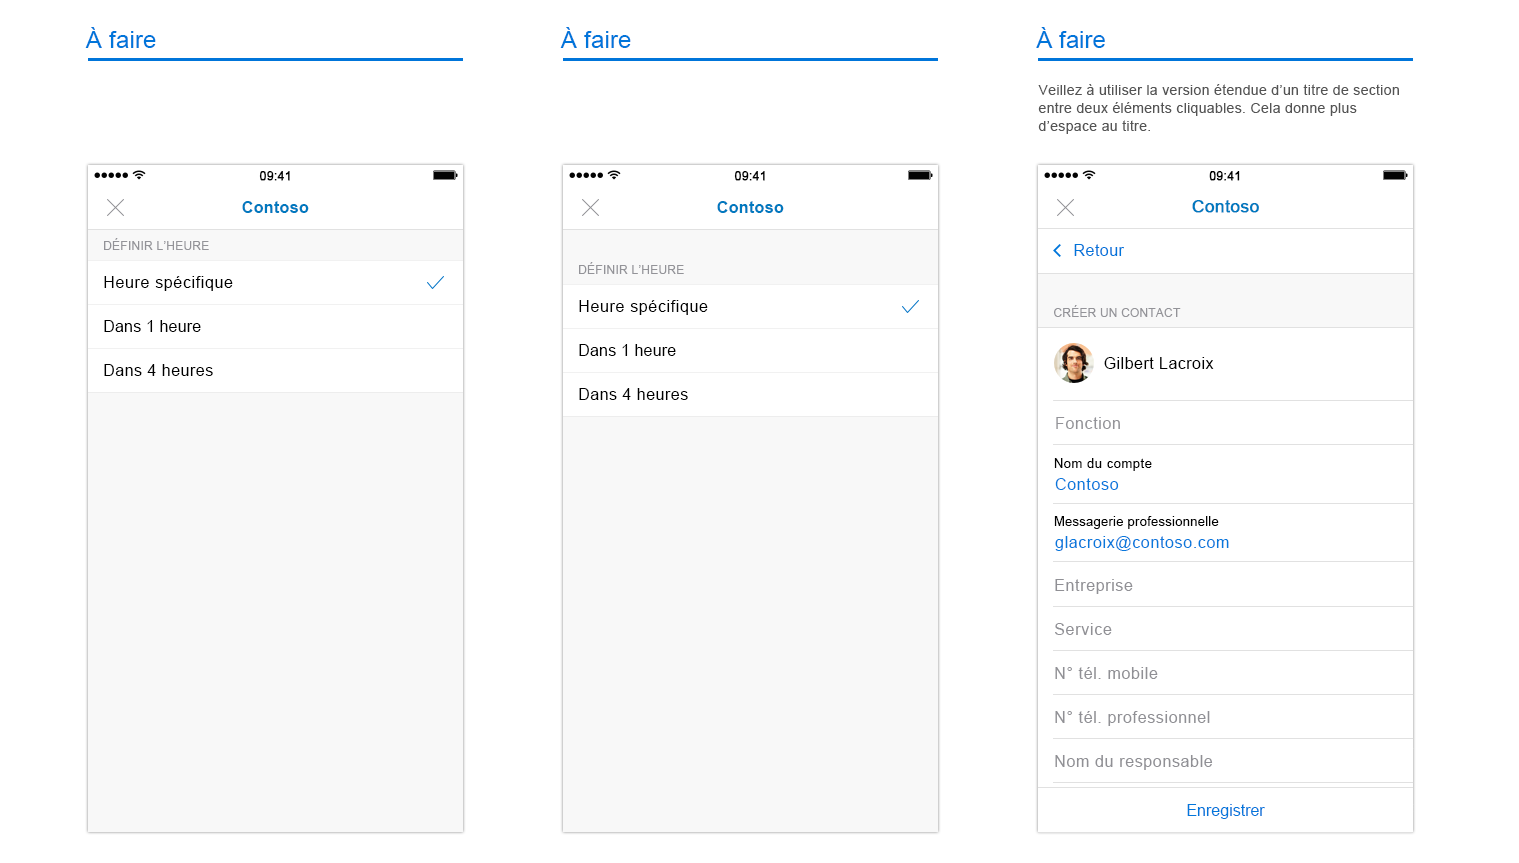 À faire
09:41
Contoso
DÉFINIR L'HEURE
Heure spécifique
Dans 1 heure
Dans 4 heures
À faire
09:41
Contoso
DÉFINIR L'HEURE
Heure spécifique
Dans 1 heure
Dans 4 heures
À faire
Veillez à utiliser la version étendue d'un titre de section
entre deux éléments cliquables. Cela donne plus
d'espace au titre.
09:41
Contoso
Retour
CRÉER UN CONTACT
Gilbert Lacroix
Fonction
Nom du compte
Contoso
Messagerie professionnelle
glacroix@contoso.com
Entreprise
Service
N° tél. mobile
N° tél. professionnel
Nom du responsable
Enregistrer